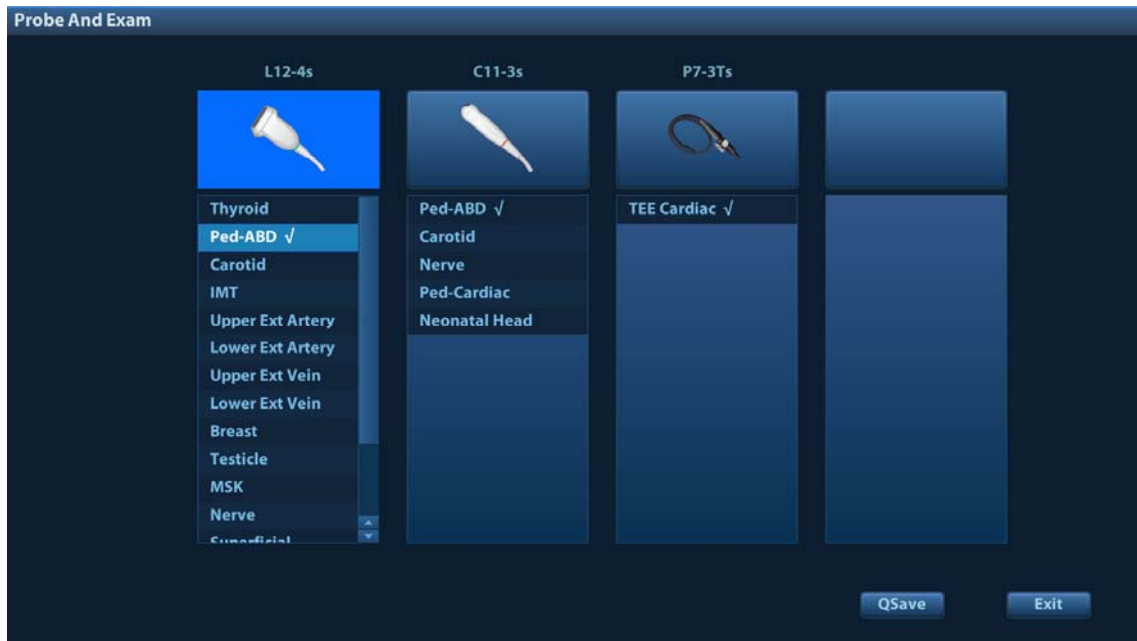 Probe And Exam
L12-4s
C11-3s
P7-3Ts
Thyroid
Ped-ABD √
Carotid
IMT
Upper Ext Artery
Lower Ext Artery
Upper Ext Vein
Lower Ext Vein
Breast
Testicle
MSK
Nerve
Superficial
Ped-ABD √
Carotid
Nerve
Ped-Cardiac
Neonatal Head
TEE Cardiac √
QSave
Exit